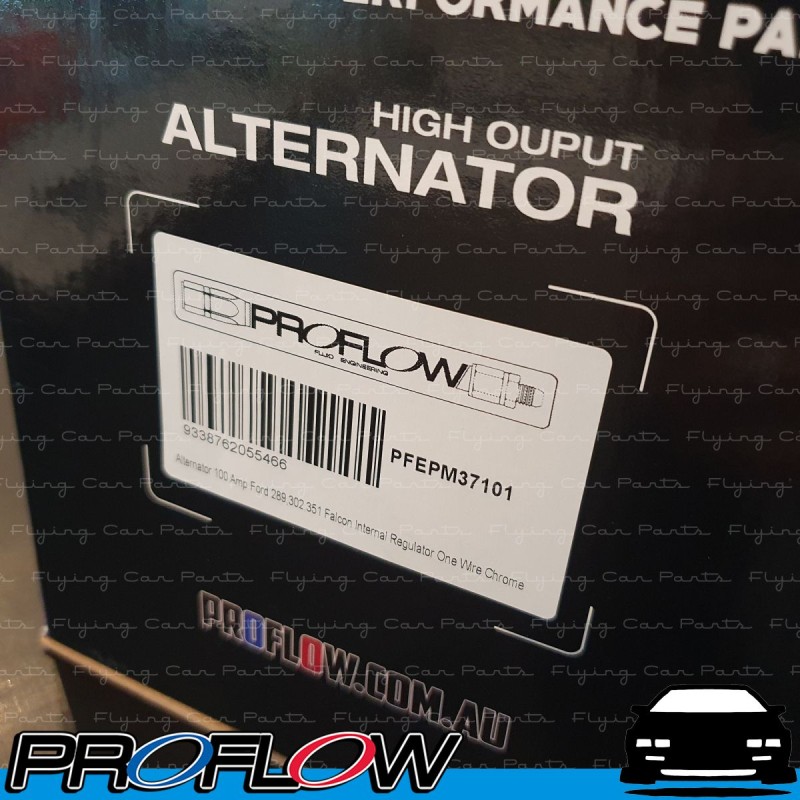 PERFORMANCE PA
HIGH OUPUT
ALTERNATOR
PROFLOW
FLUID ENGINEERING
9338762055466
PFEPM37101
Alternator 100 Amp Ford 289,302,351 Falcon Internal Regulator One Wire Chrome
PROFLOW.COM.AU
PROFLOW
Flying Car Parts